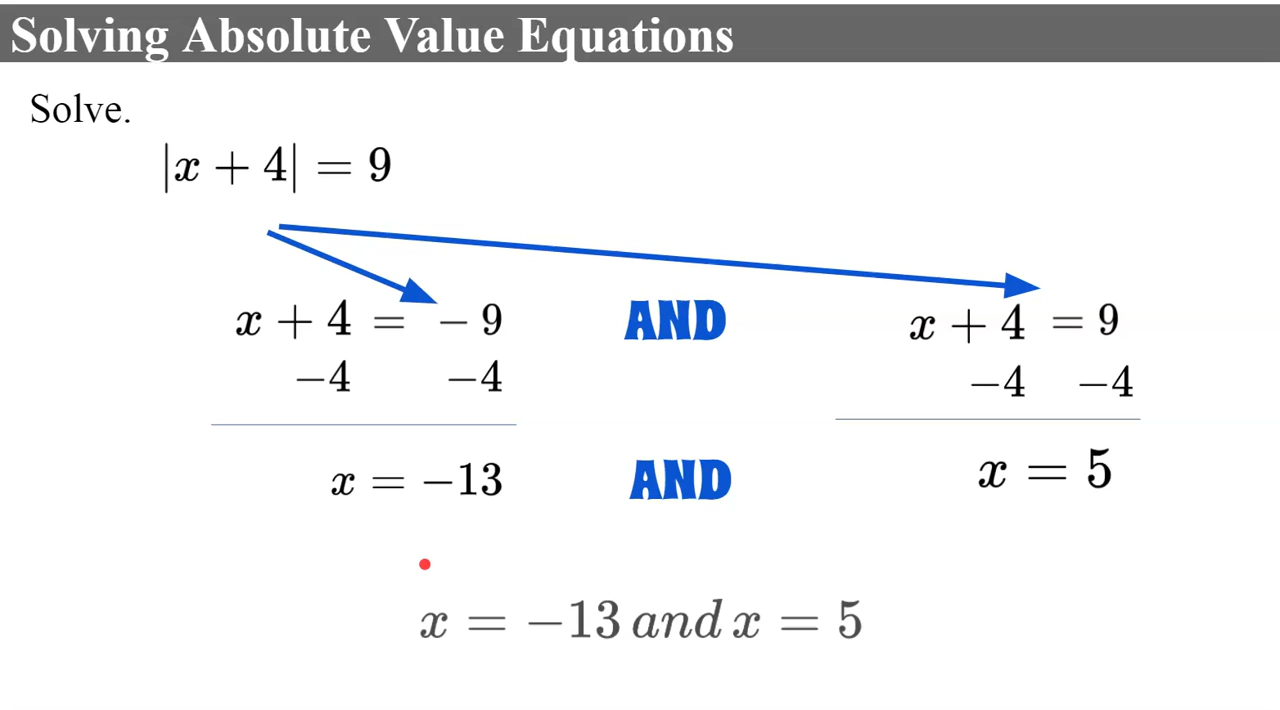 Solving Absolute Value Equations
Solve.
|x + 4| = 9
x + 4 = − 9 AND x + 4 = 9
−4 −4 −4 −4
x = −13 AND x = 5
x = −13 and x = 5